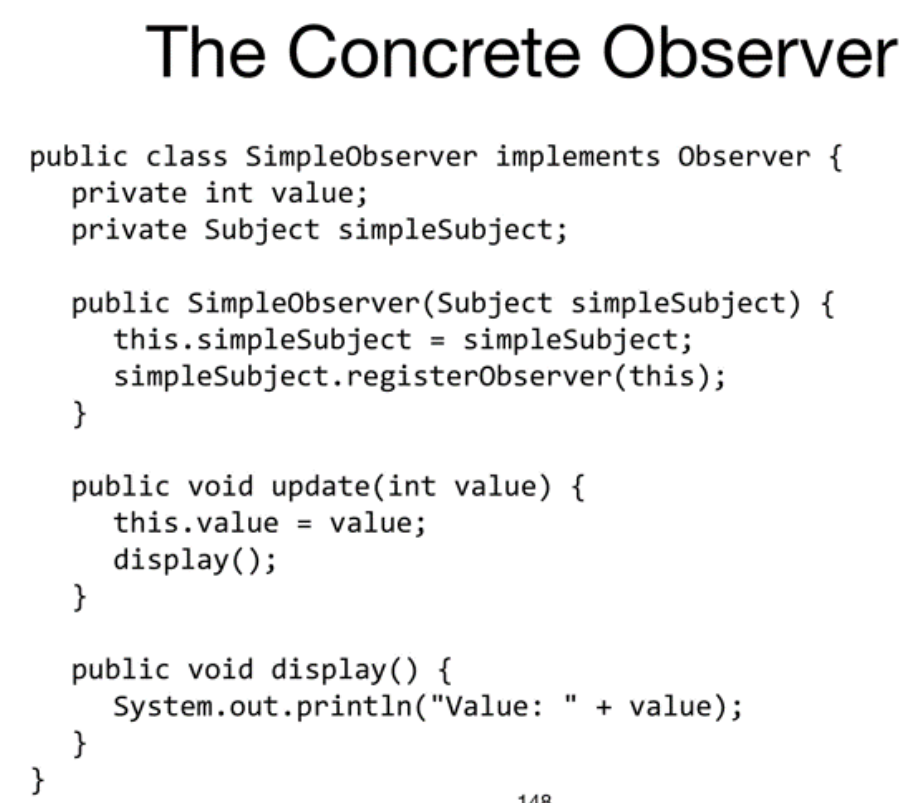 The Concrete Observer
public class SimpleObserver implements Observer {
private int value;
private Subject simpleSubject;
public SimpleObserver(Subject simpleSubject) {
this.simpleSubject = simpleSubject;
simpleSubject.registerObserver(this);
}
public void update(int value) {
this.value = value;
display();
}
public void display() {
System.out.println("Value: " + value);
}
}
148